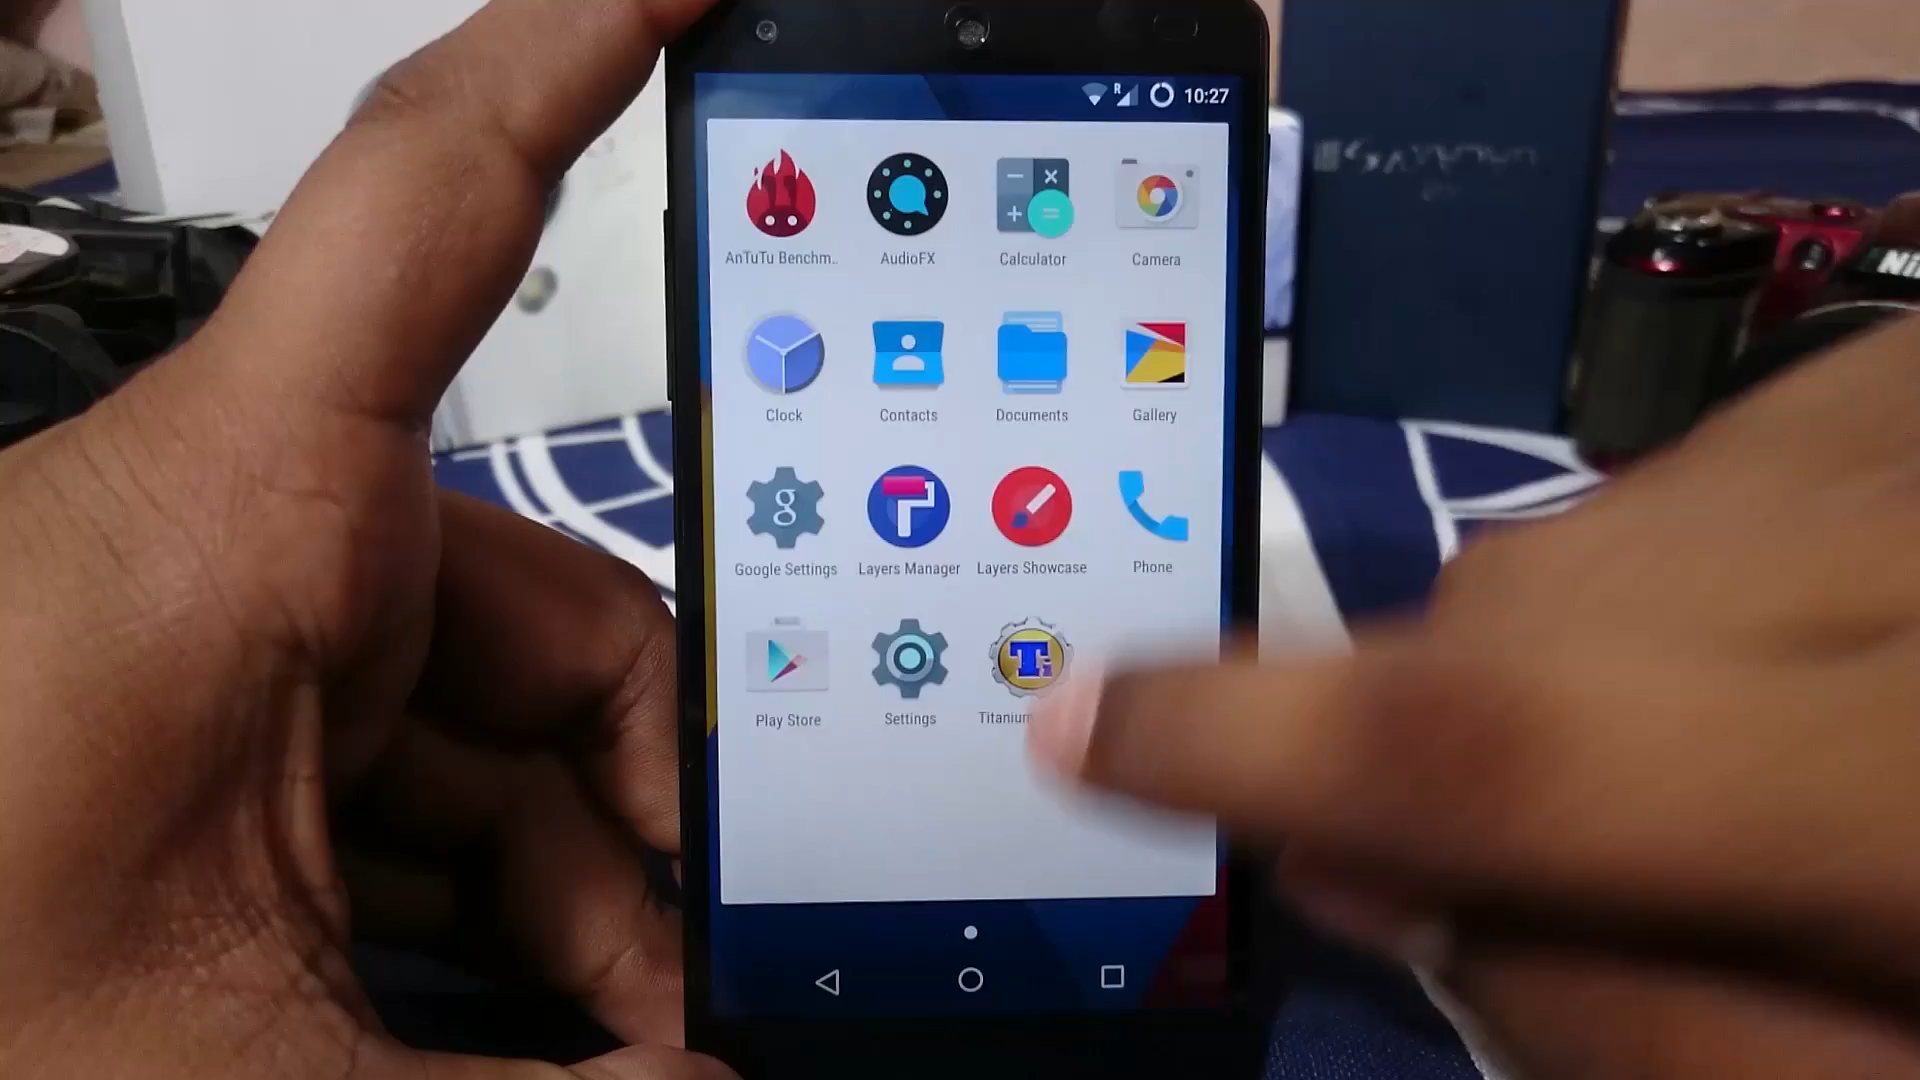 R 10:27
AnTuTu Benchm.. AudioFX Calculator Camera
Clock Contacts Documents Gallery
g
Google Settings Layers Manager Layers Showcase Phone
Ti
Play Store Settings Titanium